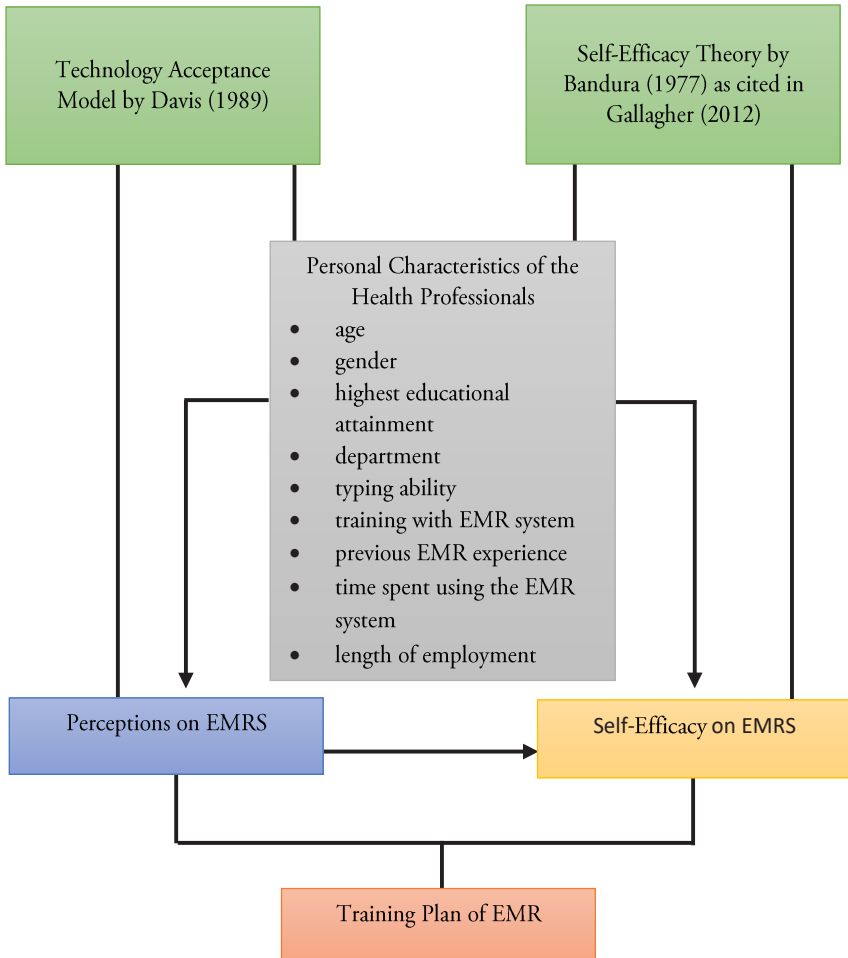 Technology Acceptance
Model by Davis (1989)
Self-Efficacy Theory by
Bandura (1977) as cited in
Gallagher (2012)
Personal Characteristics of the
Health Professionals
• age
• gender
• highest educational
attainment
• department
• typing ability
• training with EMR system
• previous EMR experience
• time spent using the EMR
system
• length of employment
Perceptions on EMRS
Self-Efficacy on EMRS
Training Plan of EMR